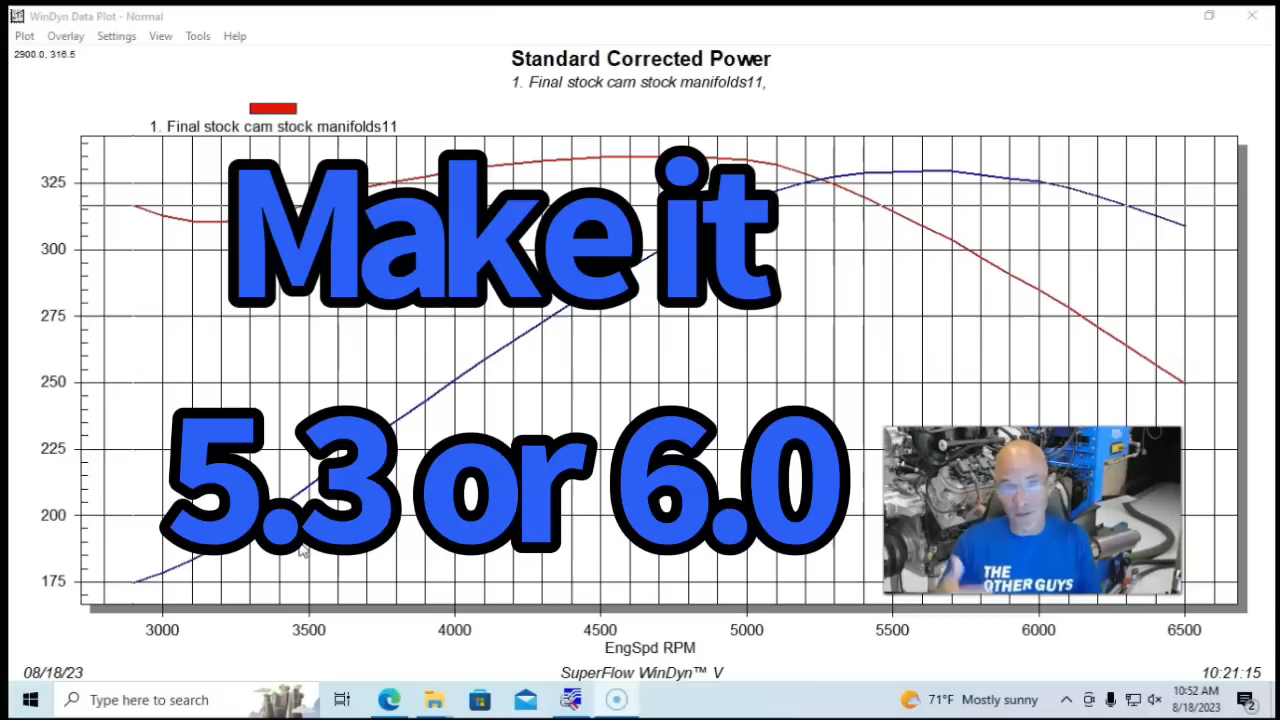 WinDyn Data Plot - Normal
Plot Overlay Settings View Tools Help
2900.0, 316.5
Standard Corrected Power
1. Final stock cam stock manifolds11,
1. Final stock cam stock manifolds11
Make it
5.3 or 6.0
325
300
275
250
225
200
175
3000 3500 4000 4500 5000 5500 6000 6500
EngSpd RPM
THE
OTHER GUYS
08/18/23 SuperFlow WinDyn™ V 10:21:15
Type here to search
71°F Mostly sunny
10:52 AM
8/18/2023
2